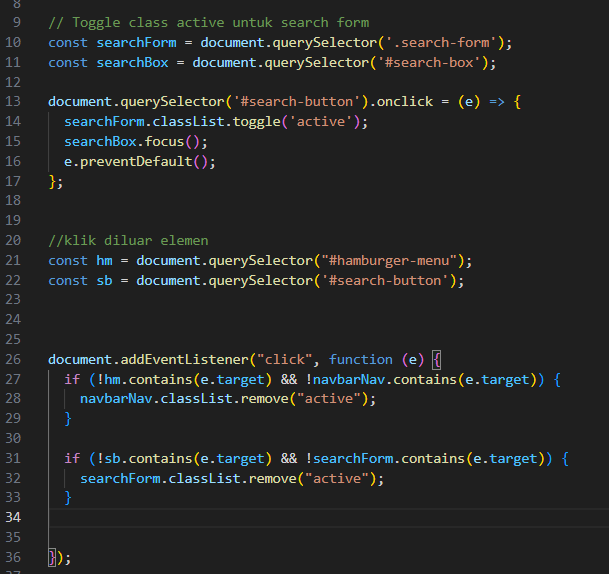 8
9 // Toggle class active untuk search form
10 const searchForm = document.querySelector('.search-form');
11 const searchBox = document.querySelector('#search-box');
12
13 document.querySelector('#search-button').onclick = (e) => {
14 searchForm.classList.toggle('active');
15 searchBox.focus();
16 e.preventDefault();
17 };
18
19
20 //klik diluar elemen
21 const hm = document.querySelector("#hamburger-menu");
22 const sb = document.querySelector('#search-button');
23
24
25
26 document.addEventListener("click", function (e) {
27 if (!hm.contains(e.target) && !navbarNav.contains(e.target)) {
28 navbarNav.classList.remove("active");
29 }
30
31 if (!sb.contains(e.target) && !searchForm.contains(e.target)) {
32 searchForm.classList.remove("active");
33 }
34
35
36 });
37